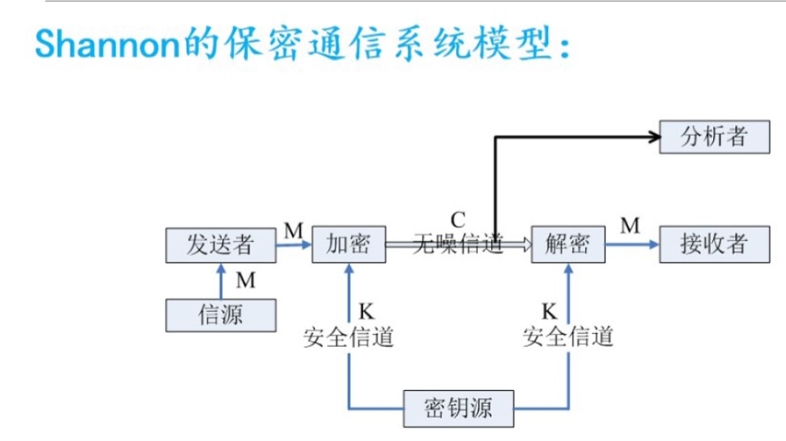 Shannon的保密通信系统模型：
分析者
C
发送者
M
加密
无噪信道
解密
M
接收者
M
信源
K
安全信道
K
安全信道
密钥源